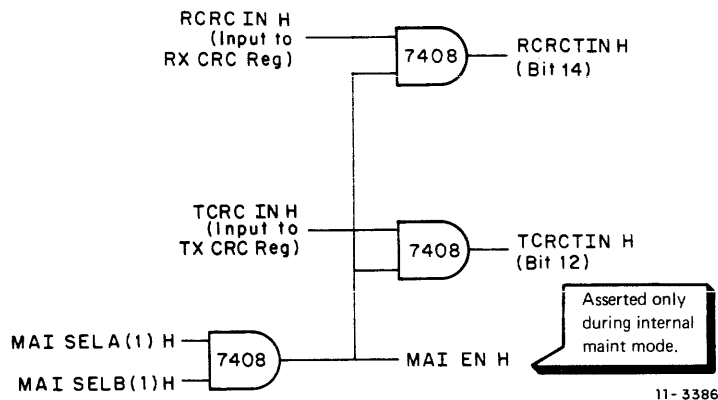 RCRC IN H
(Input to
RX CRC Reg)
7408
RCRCTIN H
(Bit 14)
TCRC IN H
(Input to
TX CRC Reg)
7408
TCRCTIN H
(Bit 12)
Asserted only
during internal
maint mode.
MAI SELA(1) H
MAI SELB(1) H
7408
MAI EN H
11-3386